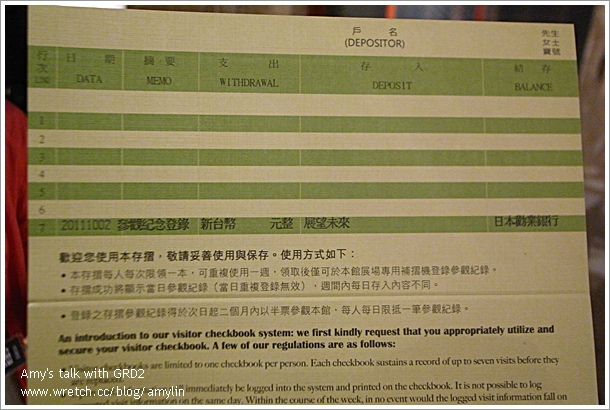 戶 名
(DEPOSITOR)
先生
女士
寶號
行次 日 期 摘 要 支 出 存 入 結 存
DATA MEMO WITHDRAWAL DEPOSIT BALANCE
1
2
3
4
5
6
7 20111002 參觀紀念登錄 新台幣 元整 展望未來 日本勸業銀行
歡迎您使用本存摺，敬請妥善使用與保存。使用方式如下：
• 本存摺每人每次限領一本，可重複使用一週，領取後僅可於本館展場專用補摺機登錄參觀紀錄。
• 存摺成功將顯示當日參觀紀錄（當日重複登錄無效），週間內每日存入內容不同。
• 登錄之存摺參觀紀錄得於次日起二個月內以半票參觀本館，每人每日限抵一筆參觀紀錄。
An introduction to our visitor checkbook system: we first kindly request that you appropriately utilize and
secure your visitor checkbook. A few of our regulations are as follows:
are limited to one checkbook per person. Each checkbook sustains a record of up to seven visits before they
are replaced.
immediately be logged into the system and printed on the checkbook. It is not possible to log
visit information on the same day. Within the course of the week, in no event would the logged visit information fall on
Amy's talk with GRD2
www.wretch.cc/blog/amylin